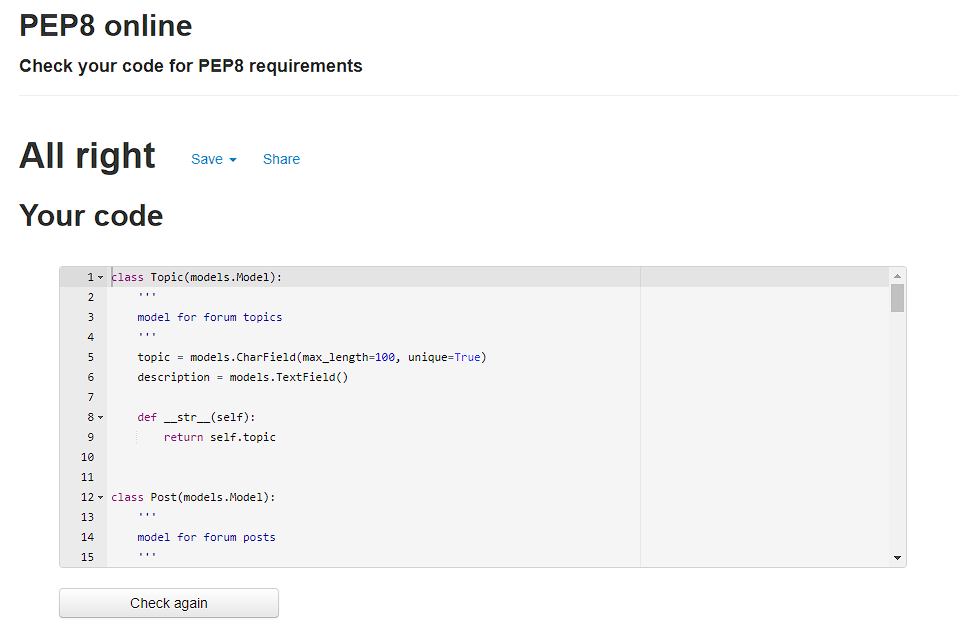 PEP8 online
Check your code for PEP8 requirements
All right Save Share
Your code
1 class Topic(models.Model):
2     '''
3     model for forum topics
4     '''
5     topic = models.CharField(max_length=100, unique=True)
6     description = models.TextField()
7
8     def __str__(self):
9         return self.topic
10
11
12 class Post(models.Model):
13     '''
14     model for forum posts
15     '''
Check again